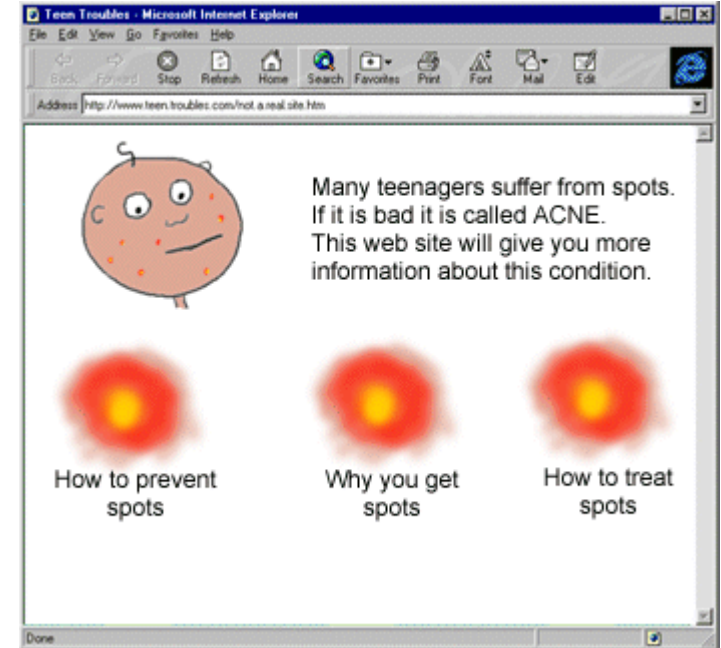 Teen Troubles - Microsoft Internet Explorer
File Edit View Go Favorites Help
Back Forward Stop Refresh Home Search Favorites Print Font Mail Edit
Address http://www.teen.troubles.com/not.a.real.site.htm
Many teenagers suffer from spots.
If it is bad it is called ACNE.
This web site will give you more
information about this condition.
How to prevent
spots
Why you get
spots
How to treat
spots
Done